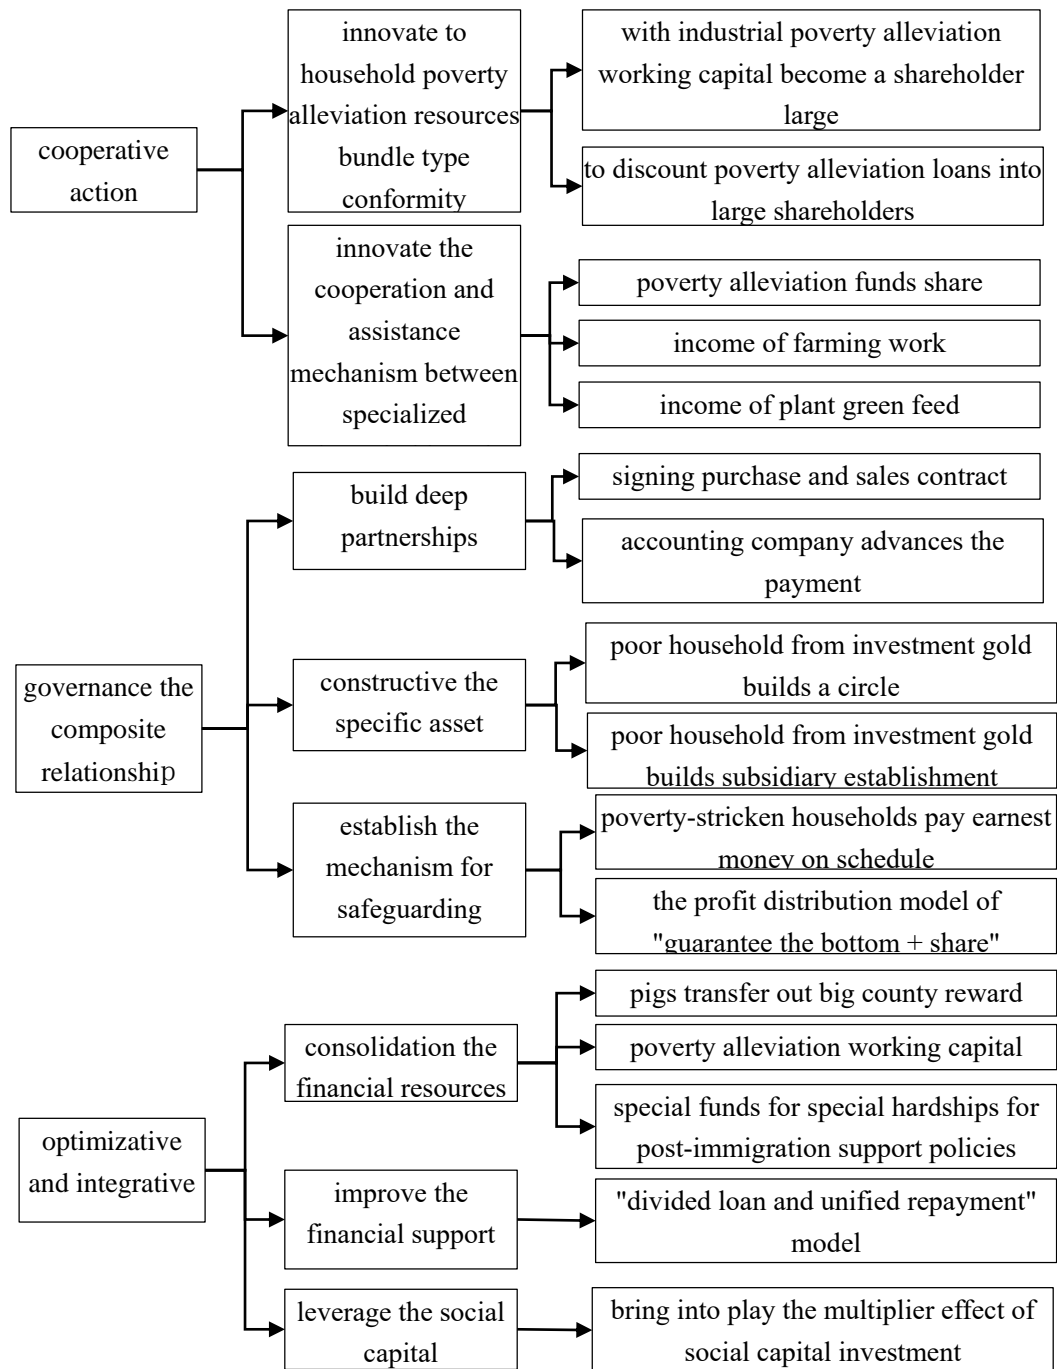 cooperative
action
innovate to
household poverty
alleviation resources
bundle type
conformity
with industrial poverty alleviation
working capital become a shareholder
large
to discount poverty alleviation loans into
large shareholders
innovate the
cooperation and
assistance
mechanism between
specialized
poverty alleviation funds share
income of farming work
income of plant green feed
governance the
composite
relationship
build deep
partnerships
signing purchase and sales contract
accounting company advances the
payment
constructive the
specific asset
poor household from investment gold
builds a circle
poor household from investment gold
builds subsidiary establishment
establish the
mechanism for
safeguarding
poverty-stricken households pay earnest
money on schedule
the profit distribution model of
"guarantee the bottom + share"
optimizative
and integrative
consolidation the
financial resources
pigs transfer out big county reward
poverty alleviation working capital
special funds for special hardships for
post-immigration support policies
improve the
financial support
"divided loan and unified repayment"
model
leverage the social
capital
bring into play the multiplier effect of
social capital investment